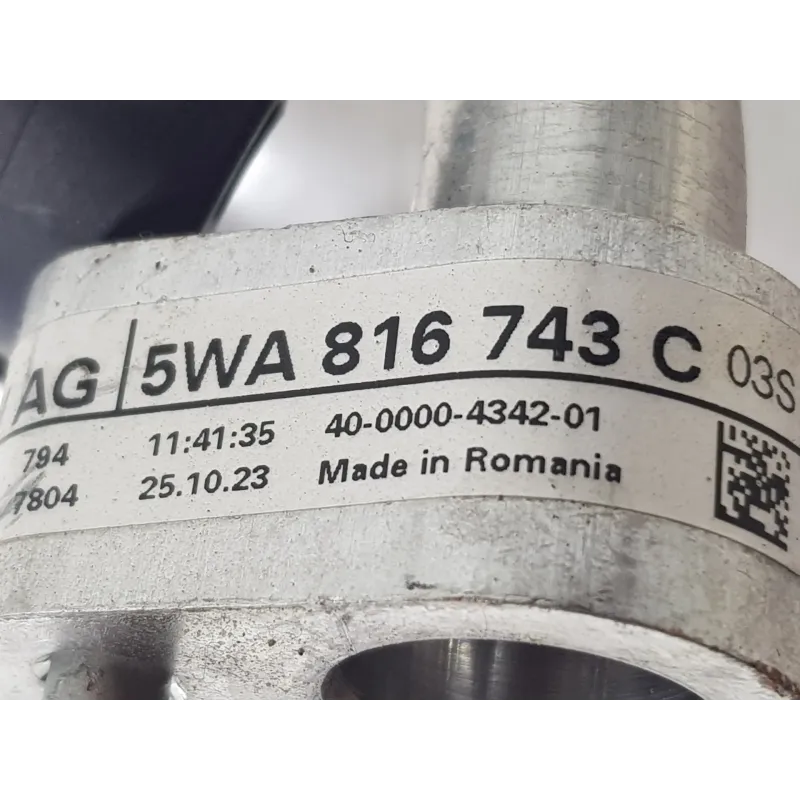 AG 5WA 816 743 C 03S
794 11:41:35 40-0000-4342-01
7804 25.10.23 Made in Romania